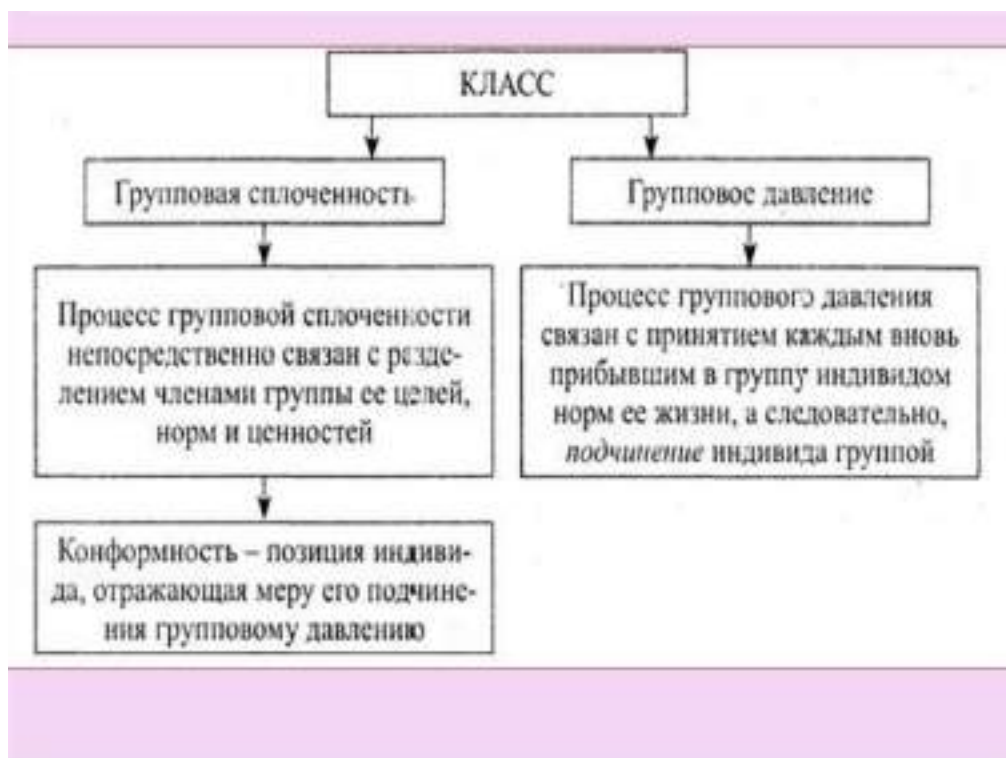 КЛАСС
Групповая сплоченность
Групповое давление
Процесс групповой сплоченности
непосредственно связан с разде-
лением членами группы ее целей,
норм и ценностей
Процесс группового давления
связан с принятием каждым вновь
прибывшим в группу индивидом
норм ее жизни, а следовательно,
подчинение индивида группой
Конформность – позиция индиви-
да, отражающая меру его подчине-
ния групповому давлению